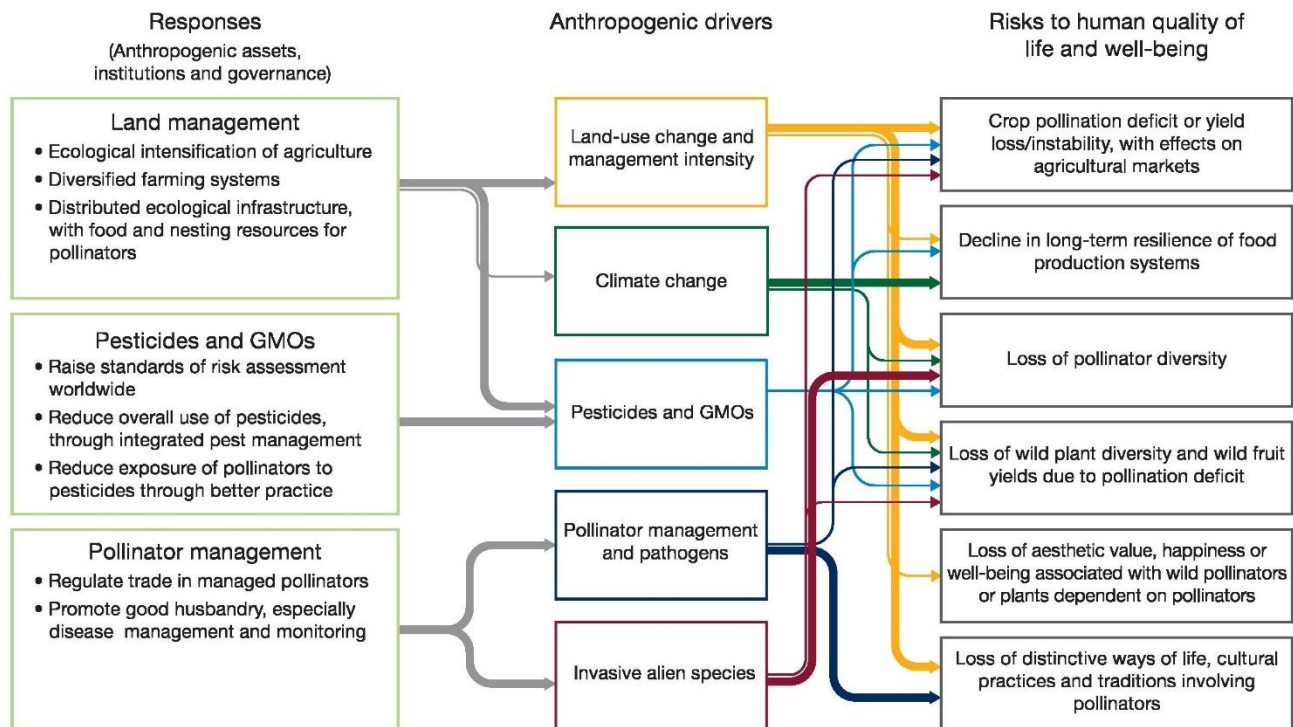 Responses
(Anthropogenic assets,
institutions and governance)
Land management
• Ecological intensification of agriculture
• Diversified farming systems
• Distributed ecological infrastructure,
with food and nesting resources for
pollinators
Pesticides and GMOs
• Raise standards of risk assessment
worldwide
• Reduce overall use of pesticides,
through integrated pest management
• Reduce exposure of pollinators to
pesticides through better practice
Pollinator management
• Regulate trade in managed pollinators
• Promote good husbandry, especially
disease management and monitoring
Anthropogenic drivers
Land-use change and
management intensity
Climate change
Pesticides and GMOs
Pollinator management
and pathogens
Invasive alien species
Risks to human quality of
life and well-being
Crop pollination deficit or yield
loss/instability, with effects on
agricultural markets
Decline in long-term resilience of food
production systems
Loss of pollinator diversity
Loss of wild plant diversity and wild fruit
yields due to pollination deficit
Loss of aesthetic value, happiness or
well-being associated with wild pollinators
or plants dependent on pollinators
Loss of distinctive ways of life, cultural
practices and traditions involving
pollinators